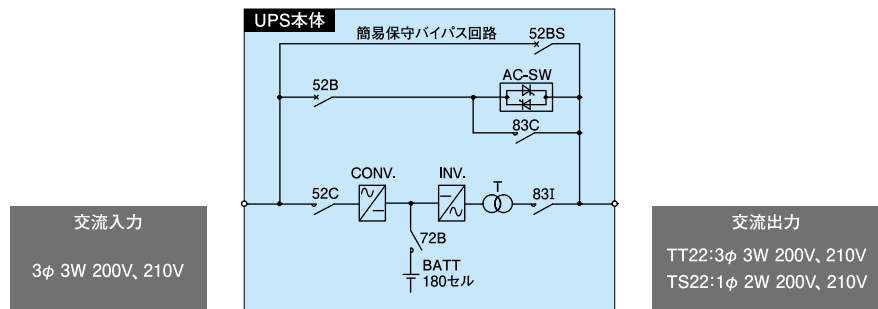 UPS本体
簡易保守バイパス回路
52BS
52B
AC-SW
83C
CONV.
INV.
52C
T
83I
72B
BATT
180セル
交流入力
3φ 3W 200V、210V
交流出力
TT22:3φ 3W 200V、210V
TS22:1φ 2W 200V、210V